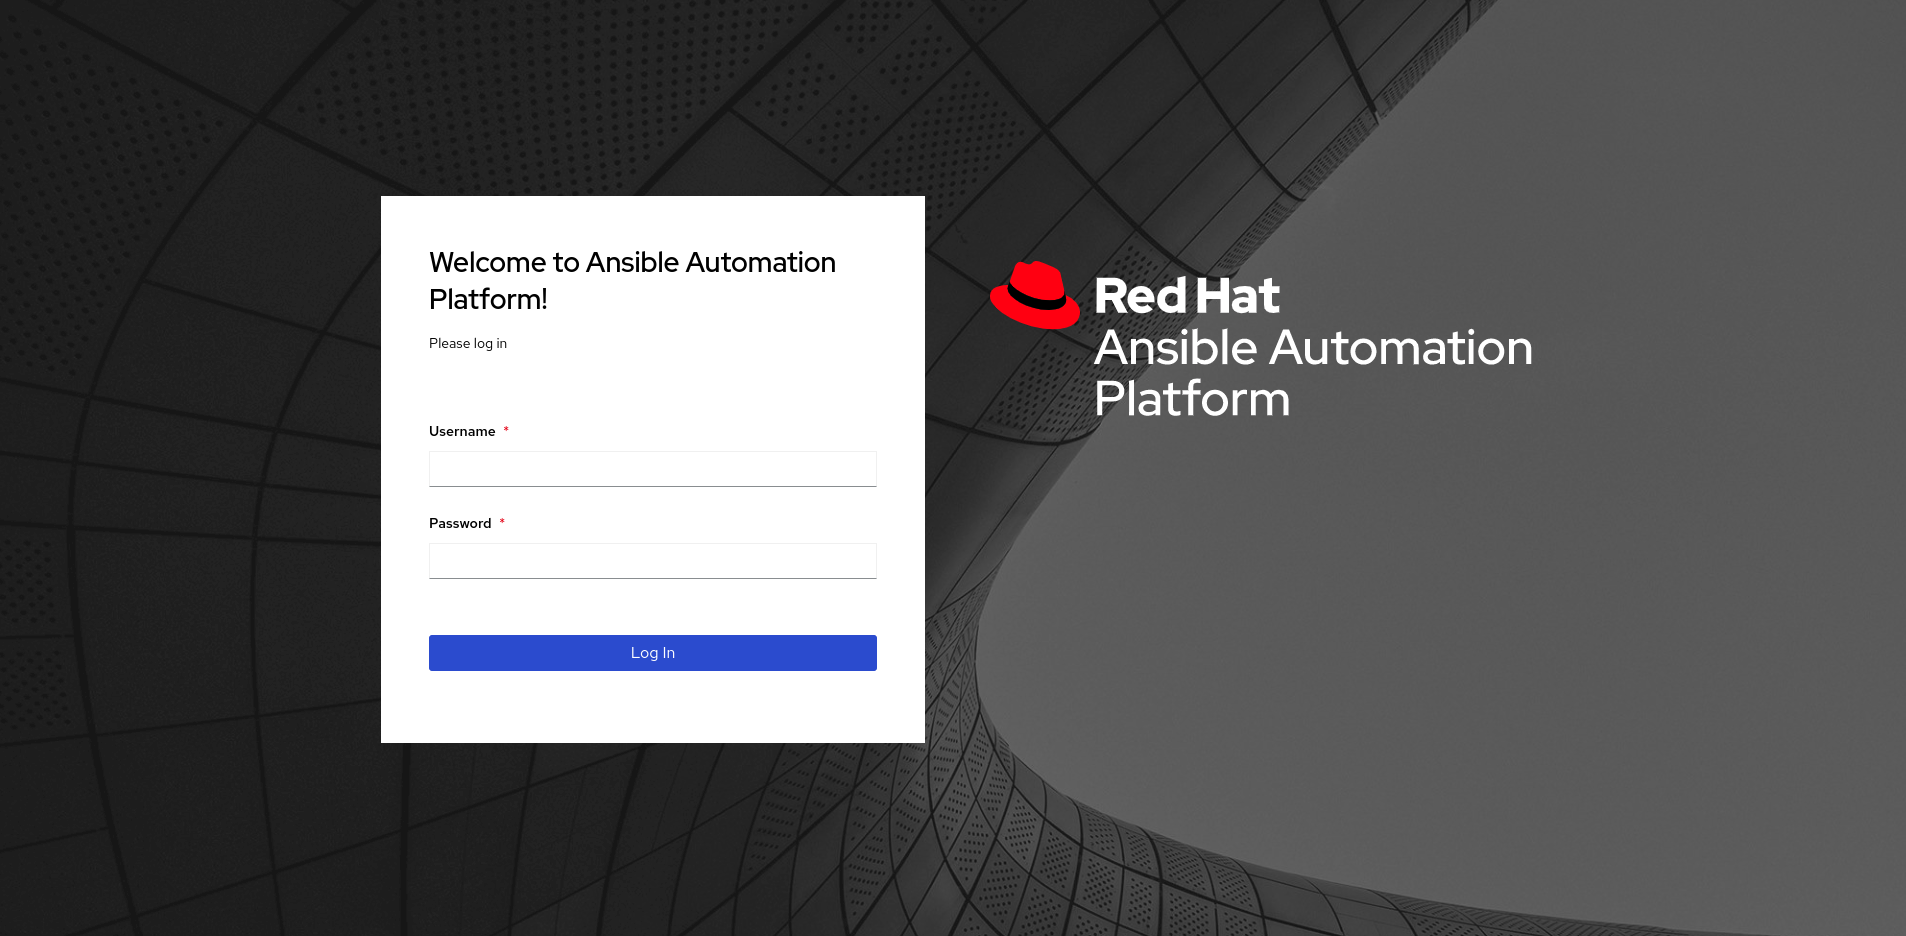 Welcome to Ansible Automation
Platform!
Please log in
Username *
Password *
Log In
Red Hat
Ansible Automation
Platform